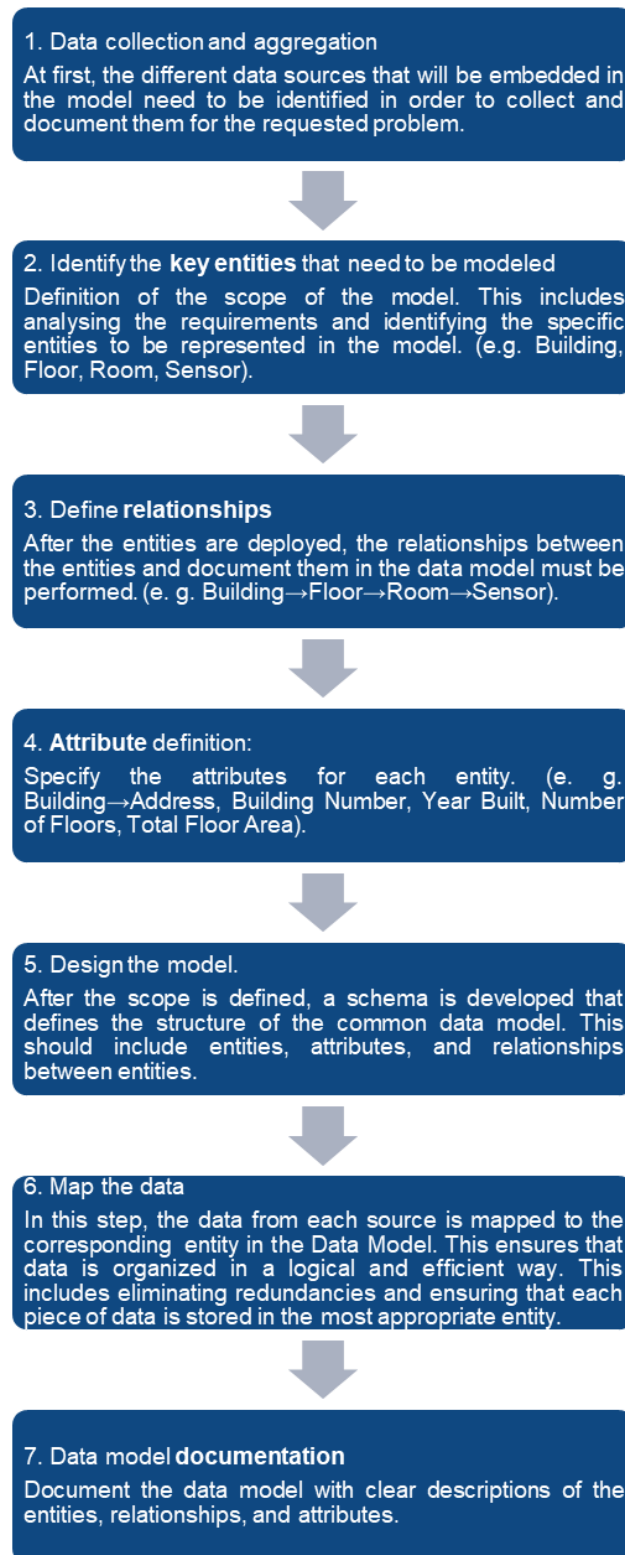 1. Data collection and aggregation
At first, the different data sources that will be embedded in
the model need to be identified in order to collect and
document them for the requested problem.
2. Identify the key entities that need to be modeled
Definition of the scope of the model. This includes
analysing the requirements and identifying the specific
entities to be represented in the model. (e.g. Building,
Floor, Room, Sensor).
3. Define relationships
After the entities are deployed, the relationships between
the entities and document them in the data model must be
performed. (e. g. Building→Floor→Room→Sensor).
4. Attribute definition:
Specify the attributes for each entity. (e. g.
Building→Address, Building Number, Year Built, Number
of Floors, Total Floor Area).
5. Design the model.
After the scope is defined, a schema is developed that
defines the structure of the common data model. This
should include entities, attributes, and relationships
between entities.
6. Map the data
In this step, the data from each source is mapped to the
corresponding entity in the Data Model. This ensures that
data is organized in a logical and efficient way. This
includes eliminating redundancies and ensuring that each
piece of data is stored in the most appropriate entity.
7. Data model documentation
Document the data model with clear descriptions of the
entities, relationships, and attributes.